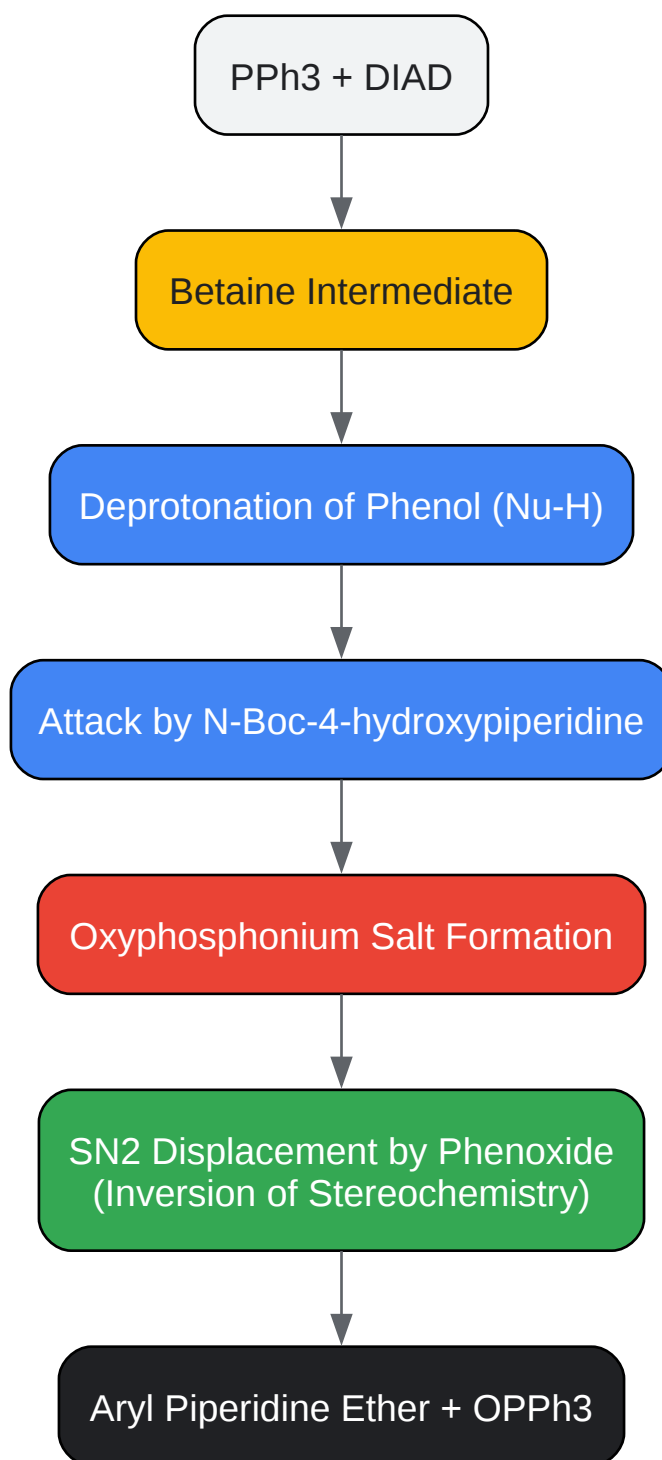 PPh3 + DIAD
Betaine Intermediate
Deprotonation of Phenol (Nu-H)
Attack by N-Boc-4-hydroxypiperidine
Oxyphosphonium Salt Formation
SN2 Displacement by Phenoxide
(Inversion of Stereochemistry)
Aryl Piperidine Ether + OPPh3